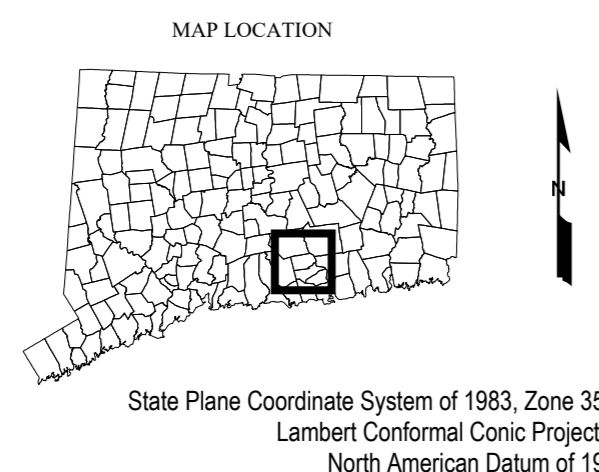 MAP LOCATION
N
State Plane Coordinate System of 1983, Zone 35
Lambert Conformal Conic Project
North American Datum of 19